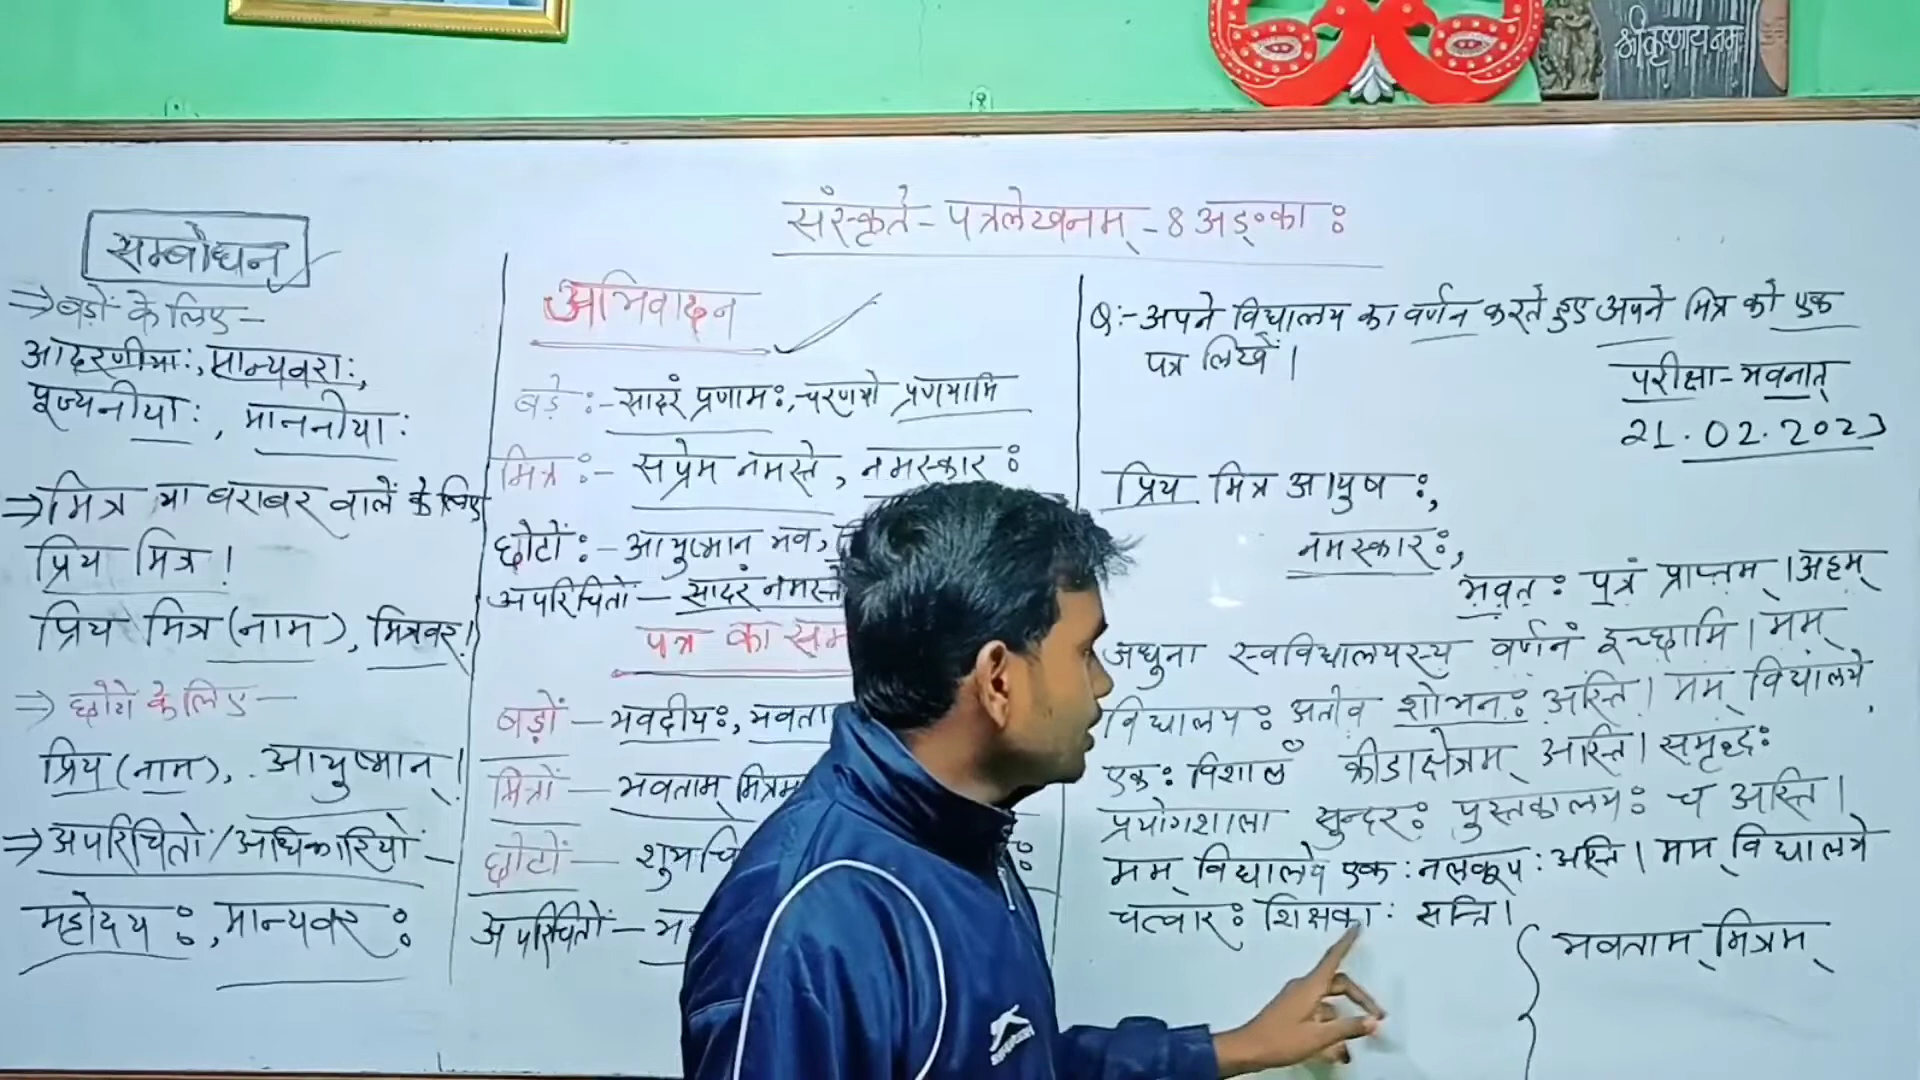 श्रीकृष्णाय नमः
संस्कृते-पत्रलेखनम्-8 अङ्काः
सम्बोधन
⇒बड़ों के लिए-
आदरणीयाः, मान्यवराः,
पूज्यनीयाः, माननीयाः
⇒मित्र या बराबर वालें के लिए
प्रिय मित्र!
प्रिय मित्र (नाम), मित्रवर!
⇒ छोटो के लिए-
प्रिय (नाम), आयुष्मान्!
⇒अपरिचितों/अधिकारियों-
महोदयः, मान्यवरः
अभिवादन
बड़े:- सादरं प्रणामः, चरणयो प्रणयामि
मित्र:- सप्रेम नमस्ते, नमस्कारः
छोटों:- आयुष्मान भव,
अपरिचितों- सादरं नमस्ते
पत्र का
बड़ों- भवदीयः,
मित्रों- भवताम्
छोटों-
अपरिचितों-
Q:- अपने विद्यालय का वर्णन करते हुए अपने मित्र को एक
पत्र लिखें।
परीक्षा-भवनात्
21.02.2023
प्रिय मित्र आयुषः,
नमस्कारः,
भवतः पत्रं प्राप्तम्। अहम्
अधुना स्वविद्यालयस्य वर्णनं इच्छामि। मम्
विद्यालयः अतीव शोभनः अस्ति। मम् विद्यालये
एकः विशालं क्रीडाक्षेत्रम् अस्ति। समृद्धः
प्रयोगशाला सुन्दरः पुस्तकालयः च अस्ति।
मम् विद्यालये एकः नलकूपः अस्ति। मम् विद्यालये
चत्वारः शिक्षकाः सन्ति।
भवताम् मित्रम्